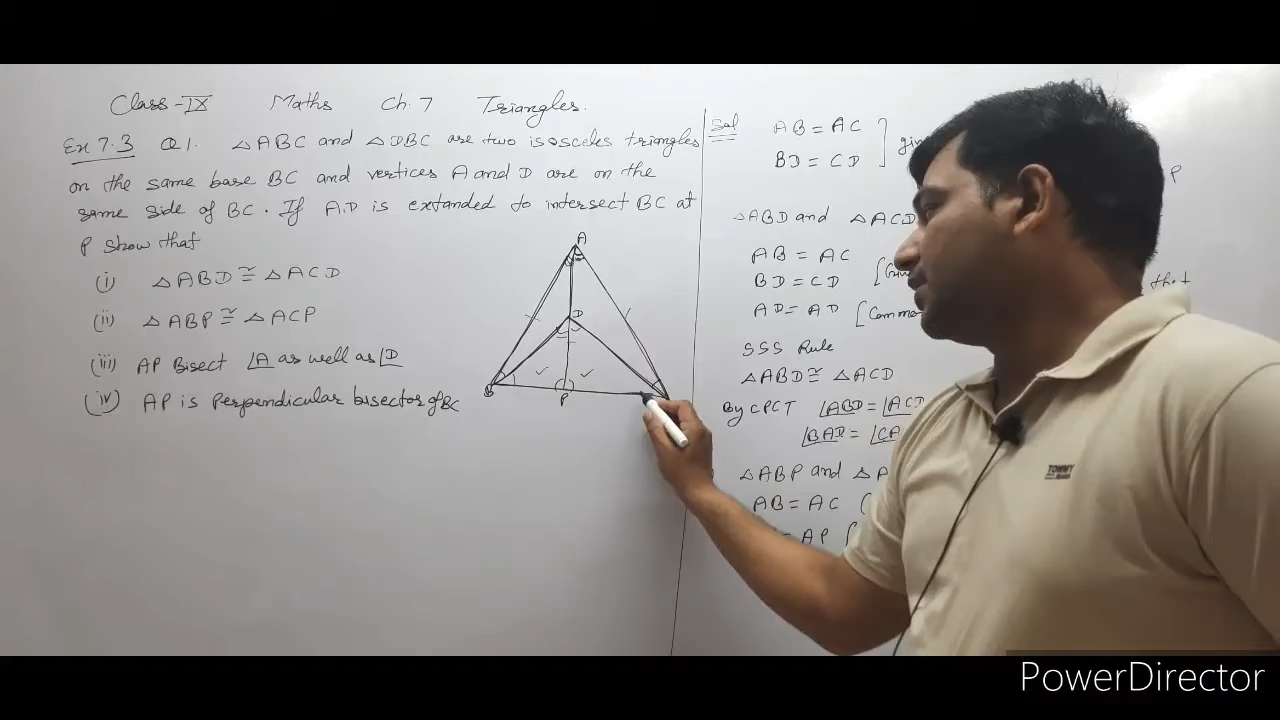 Class-IX Maths Ch. 7 Triangles.
Ex 7.3 Q1. △ABC and △DBC are two isosceles triangles
on the same base BC and vertices A and D are on the
same side of BC. If A.D is extanded to intersect BC at
P show that
(i) △ABD ≅ △ACD
(ii) △ABP ≅ △ACP
(iii) AP Bisect ∠A as well as ∠D
(iv) AP is Perpendicular bisector of BC
A
D
B
P
Sol
AB = AC
BD = CD
P
△ABD and △ACD
AB = AC
BD = CD
AD = AD [Common
that
SSS Rule
△ABD ≅ △ACD
By CPCT ∠ABD = ∠ACD
∠BAD = ∠CA
△ABP and △A
AB = AC (
AP (
TOMMY
PowerDirector